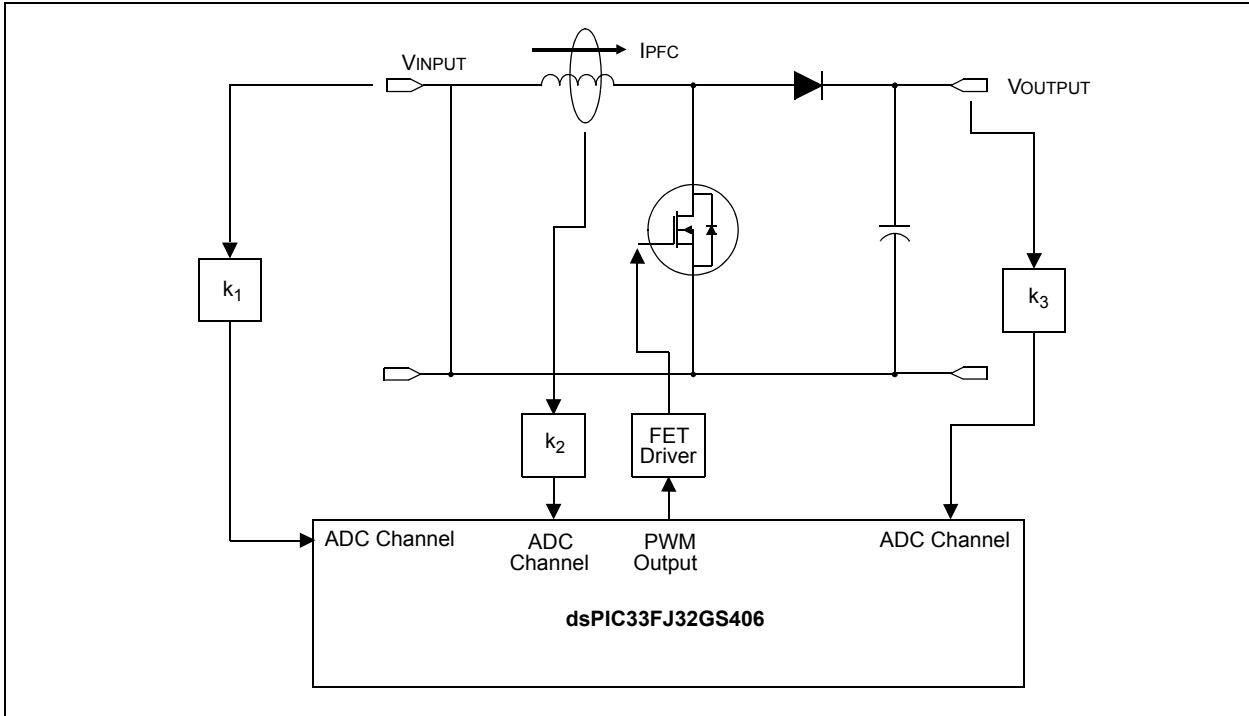 IPFC
VINPUT
VOUTPUT
k1
k3
k2
FET
Driver
ADC Channel
ADC
Channel
PWM
Output
ADC Channel
dsPIC33FJ32GS406